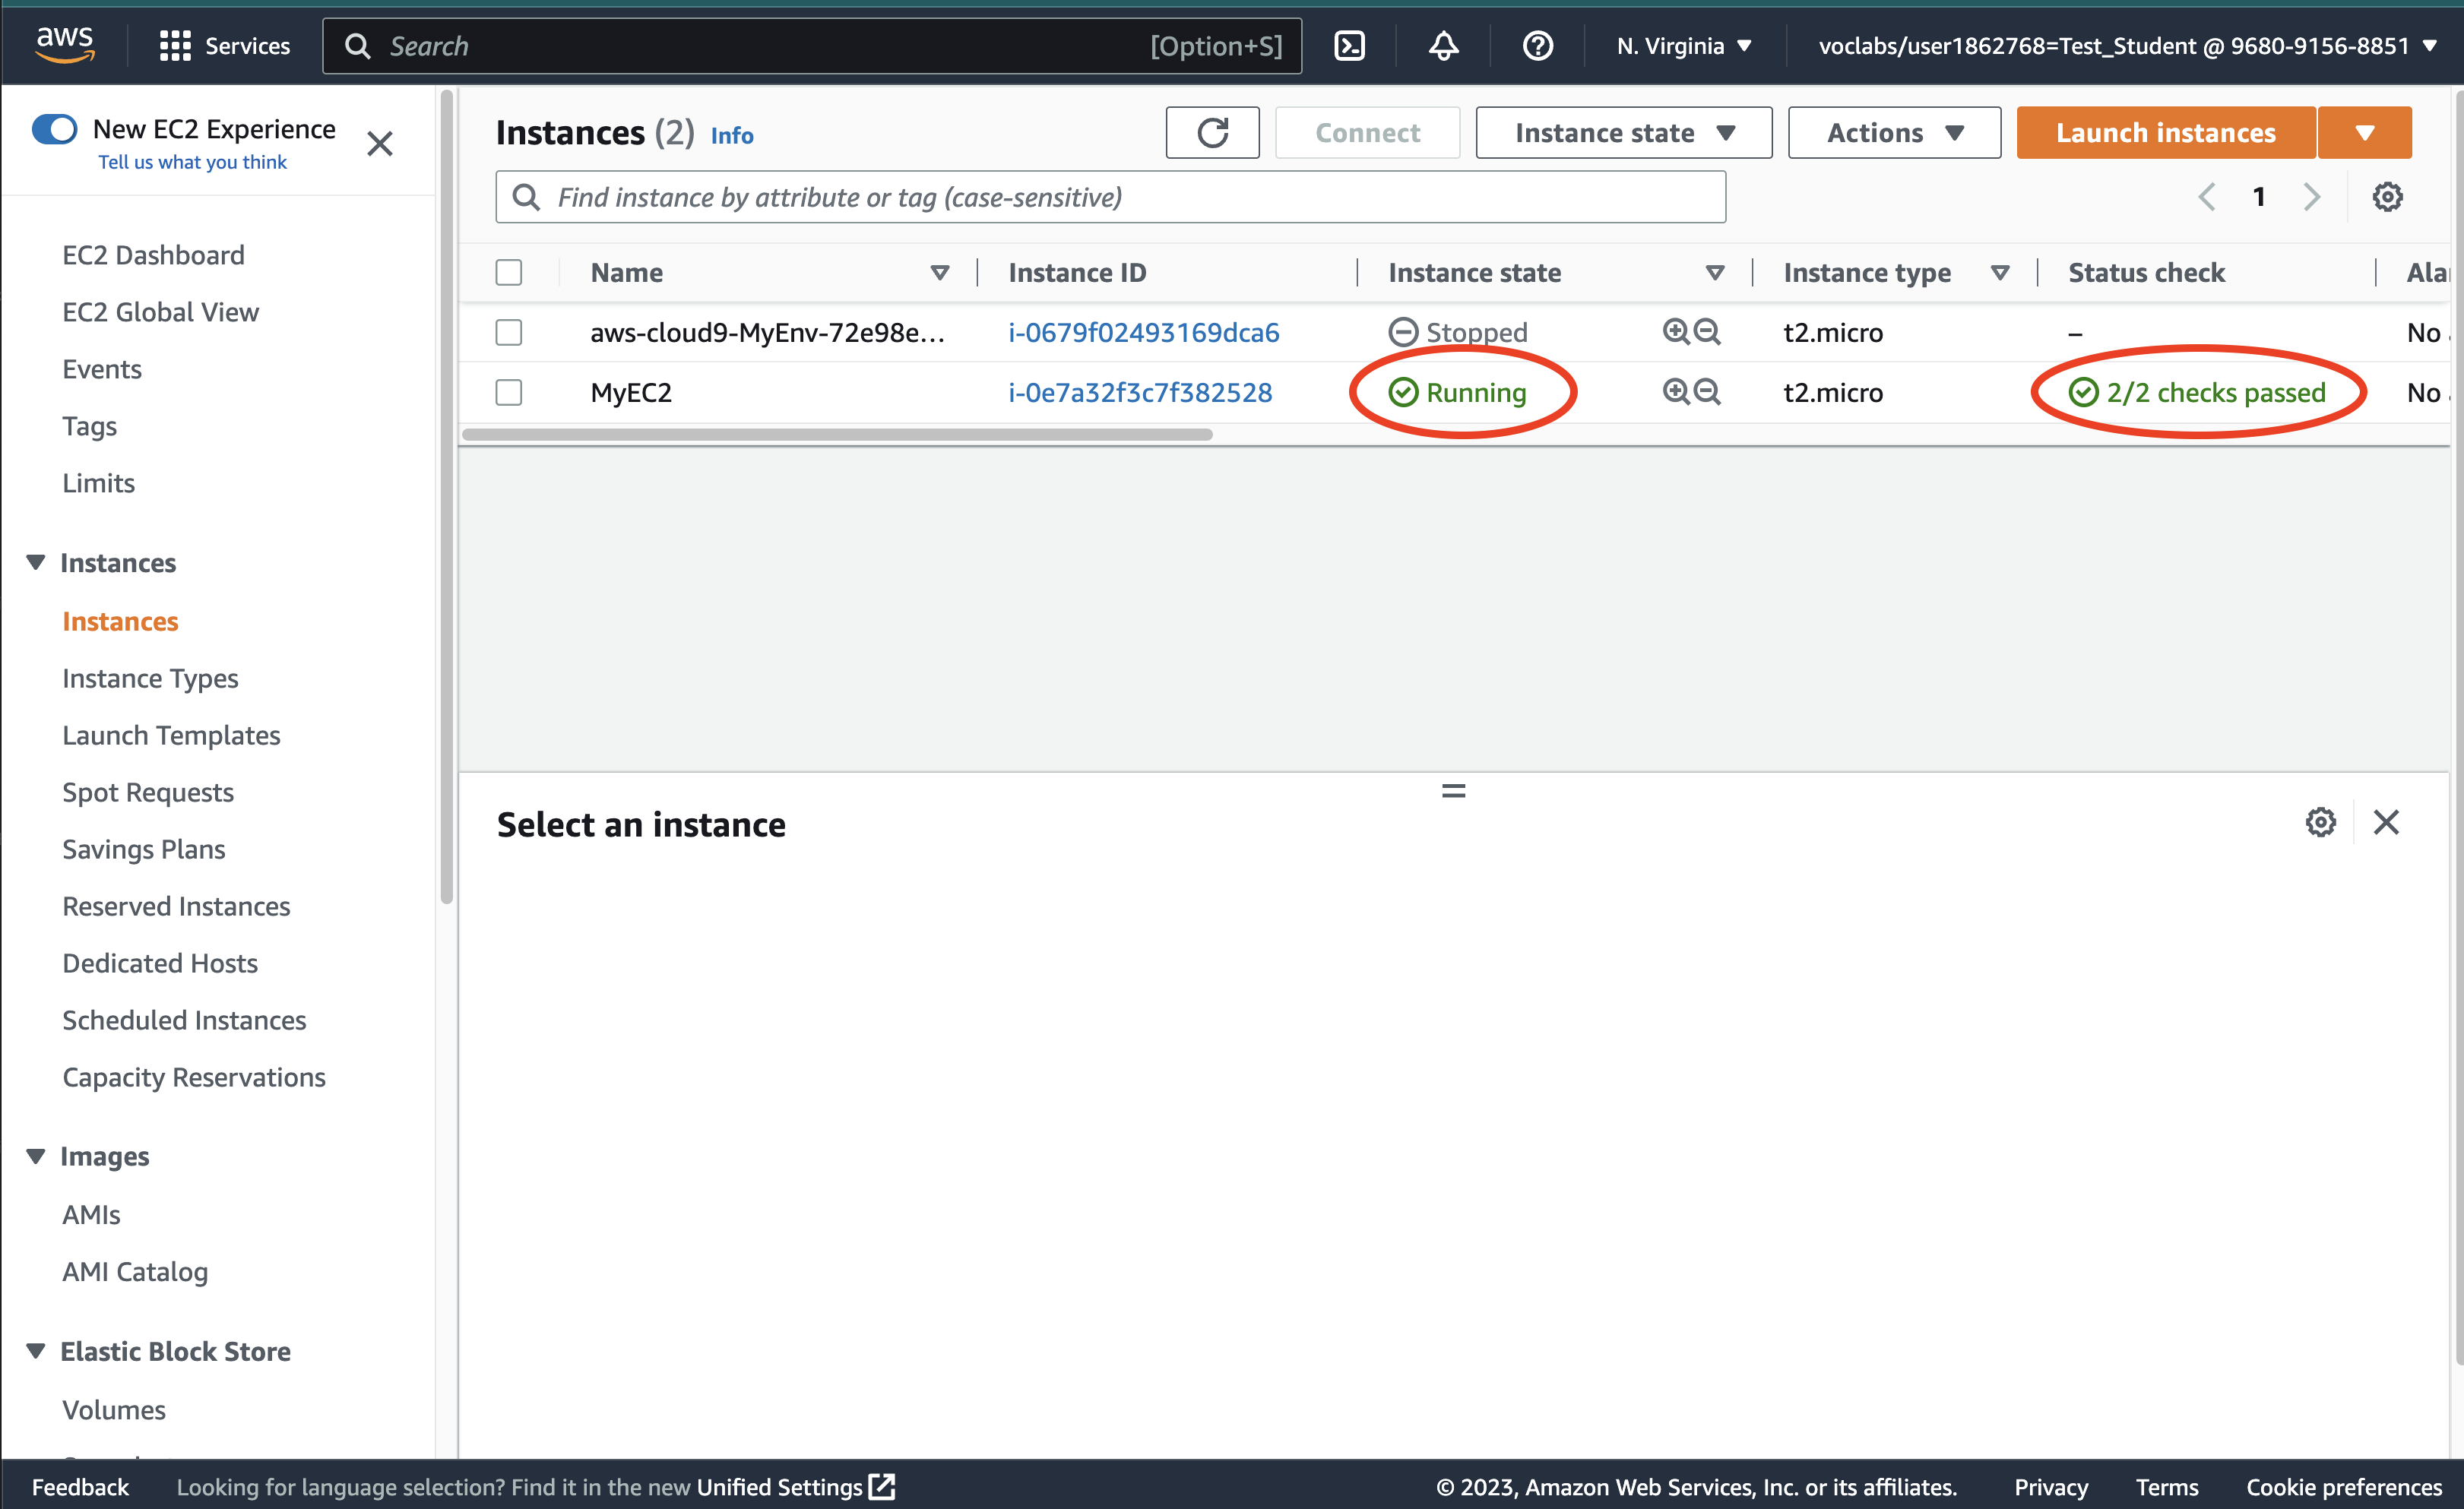 aws
Services
Search [Option+S]
N. Virginia
voclabs/user1862768=Test_Student @ 9680-9156-8851
New EC2 Experience
Tell us what you think
EC2 Dashboard
EC2 Global View
Events
Tags
Limits
Instances
Instances
Instance Types
Launch Templates
Spot Requests
Savings Plans
Reserved Instances
Dedicated Hosts
Scheduled Instances
Capacity Reservations
Images
AMIs
AMI Catalog
Elastic Block Store
Volumes
Instances (2) Info
Connect
Instance state
Actions
Launch instances
Find instance by attribute or tag (case-sensitive)
1
Name Instance ID Instance state Instance type Status check
aws-cloud9-MyEnv-72e98e... i-0679f02493169dca6 Stopped t2.micro – No
MyEC2 i-0e7a32f3c7f382528 Running t2.micro 2/2 checks passed No
Select an instance
Feedback Looking for language selection? Find it in the new Unified Settings © 2023, Amazon Web Services, Inc. or its affiliates. Privacy Terms Cookie preferences